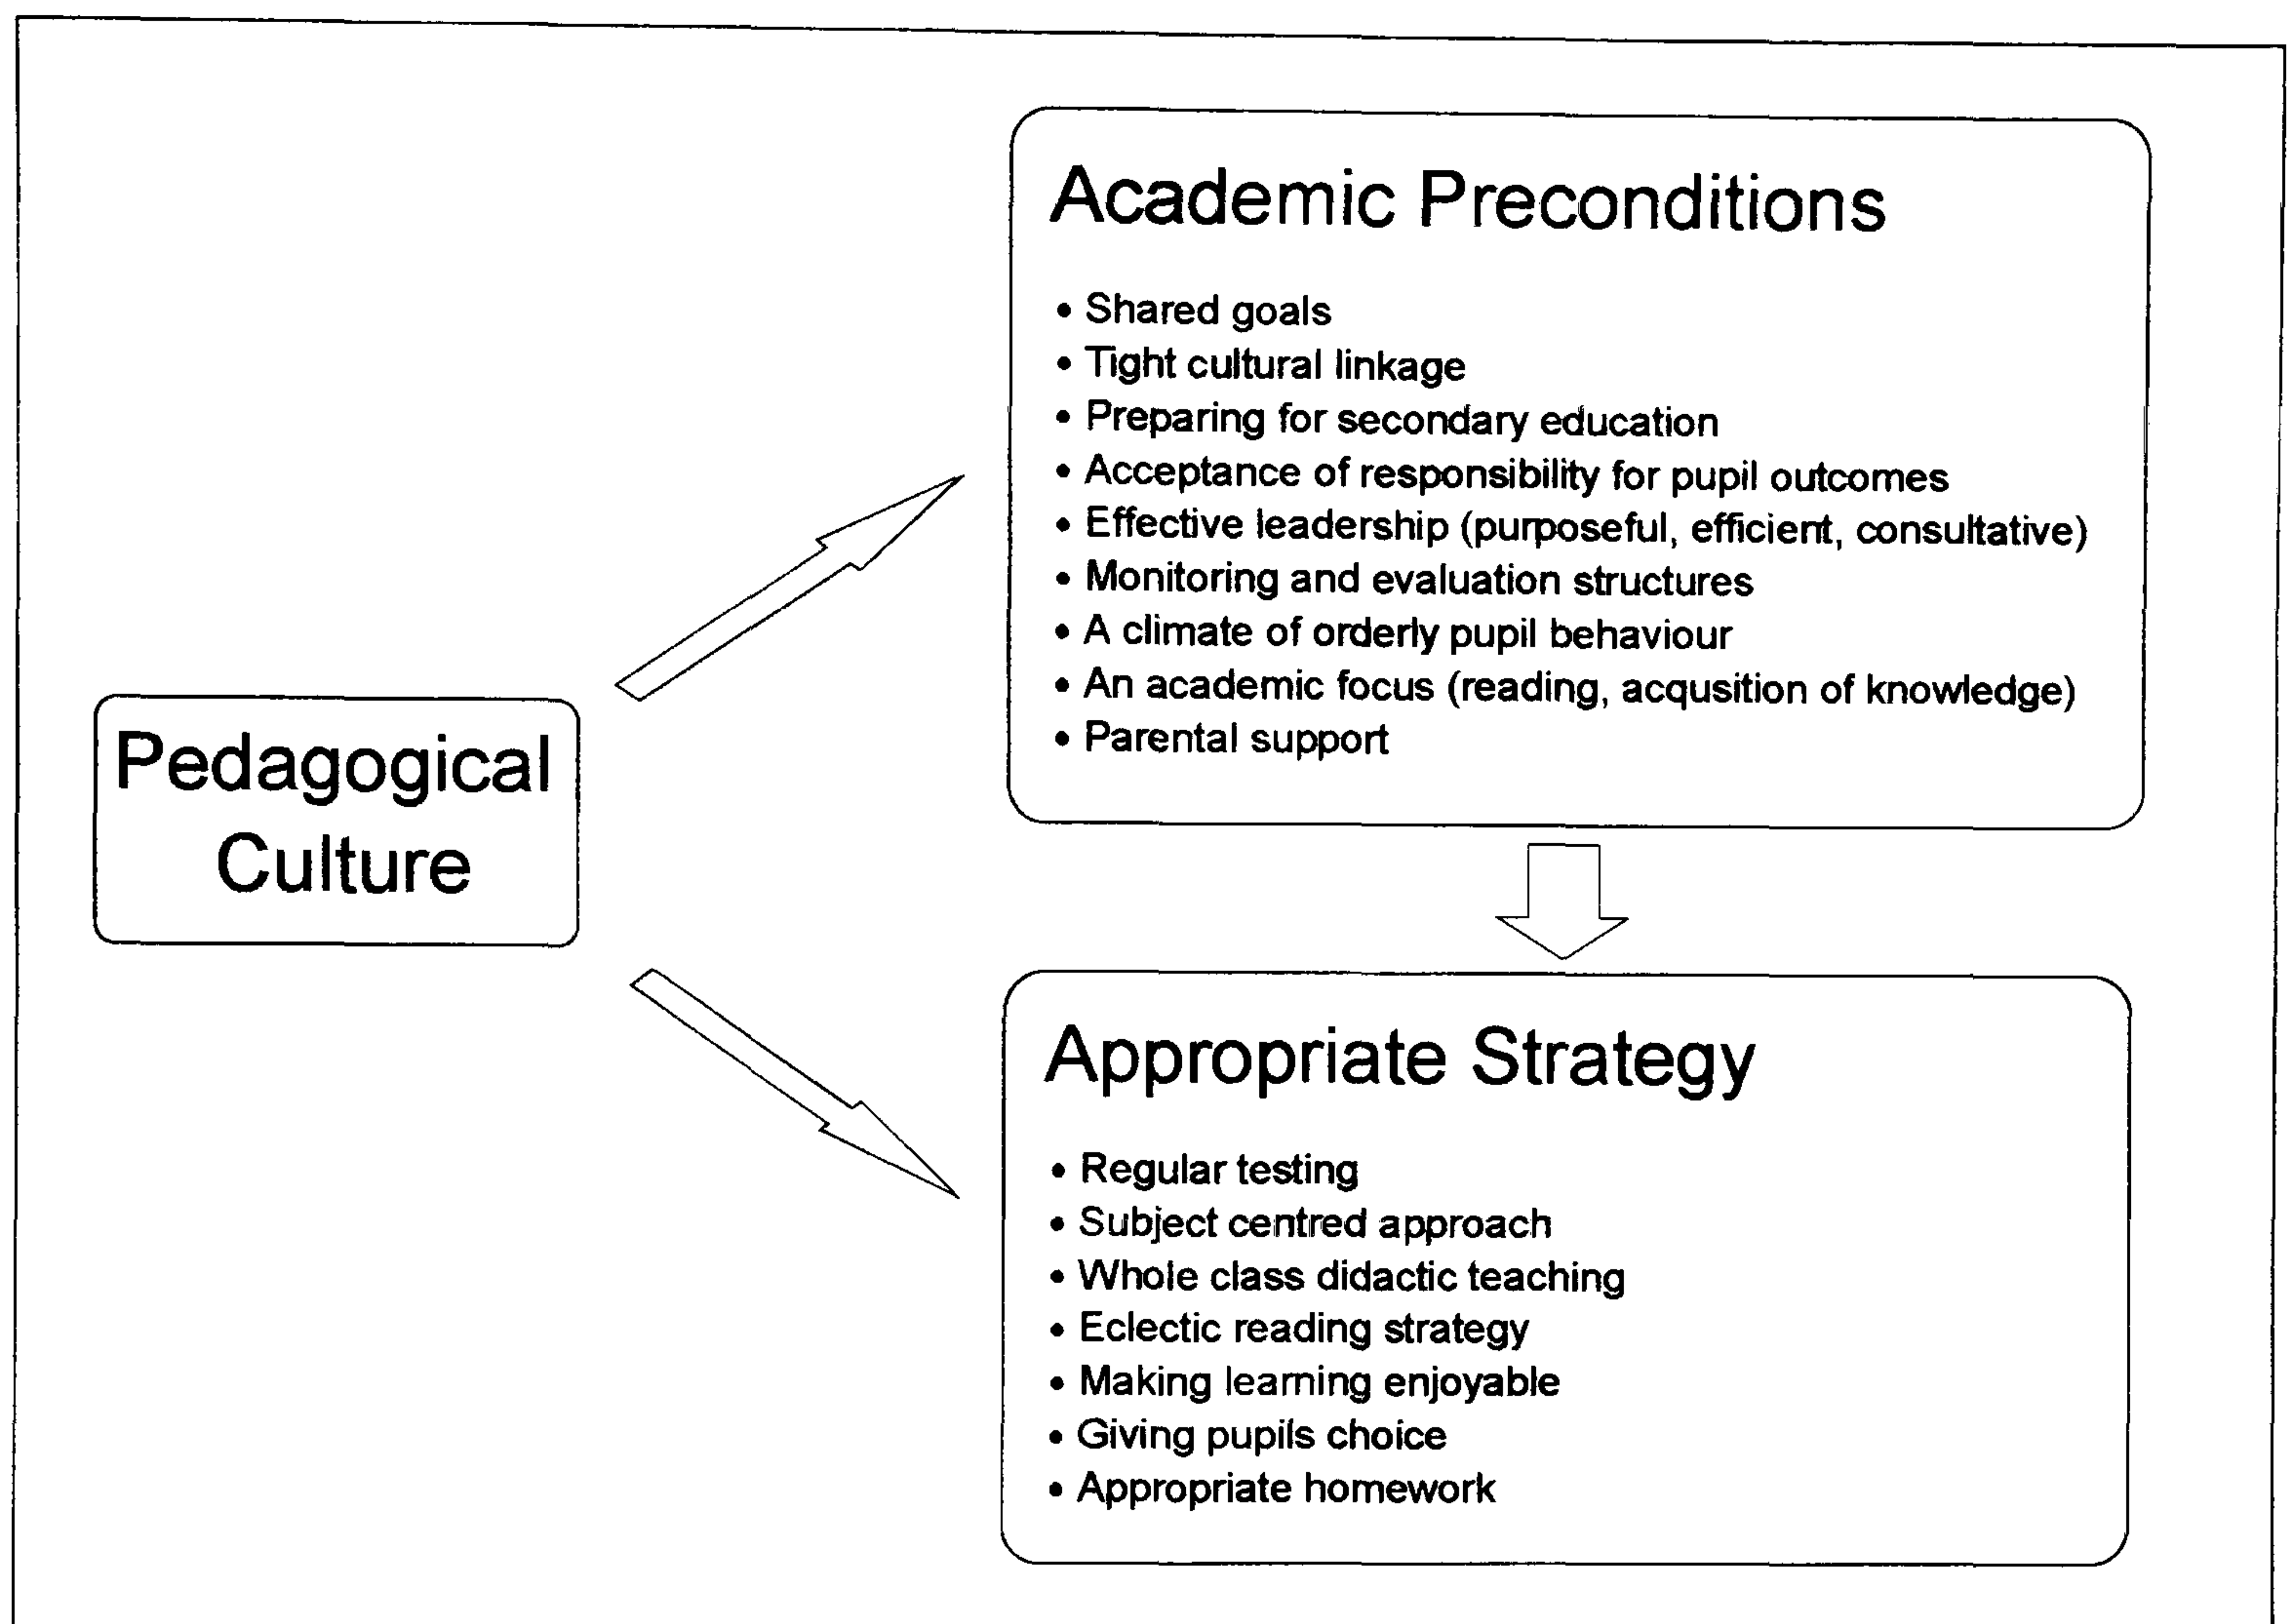 Academic Preconditions
• Shared goals
• Tight cultural linkage
• Preparing for secondary education
• Acceptance of responsibility for pupil outcomes
• Effective leadership (purposeful, efficient, consultative)
• Monitoring and evaluation structures
• A climate of orderly pupil behaviour
• An academic focus (reading, acqusition of knowledge)
• Parental support
Pedagogical
Culture
Appropriate Strategy
• Regular testing
• Subject centred approach
• Whole class didactic teaching
• Eclectic reading strategy
• Making learning enjoyable
• Giving pupils choice
• Appropriate homework